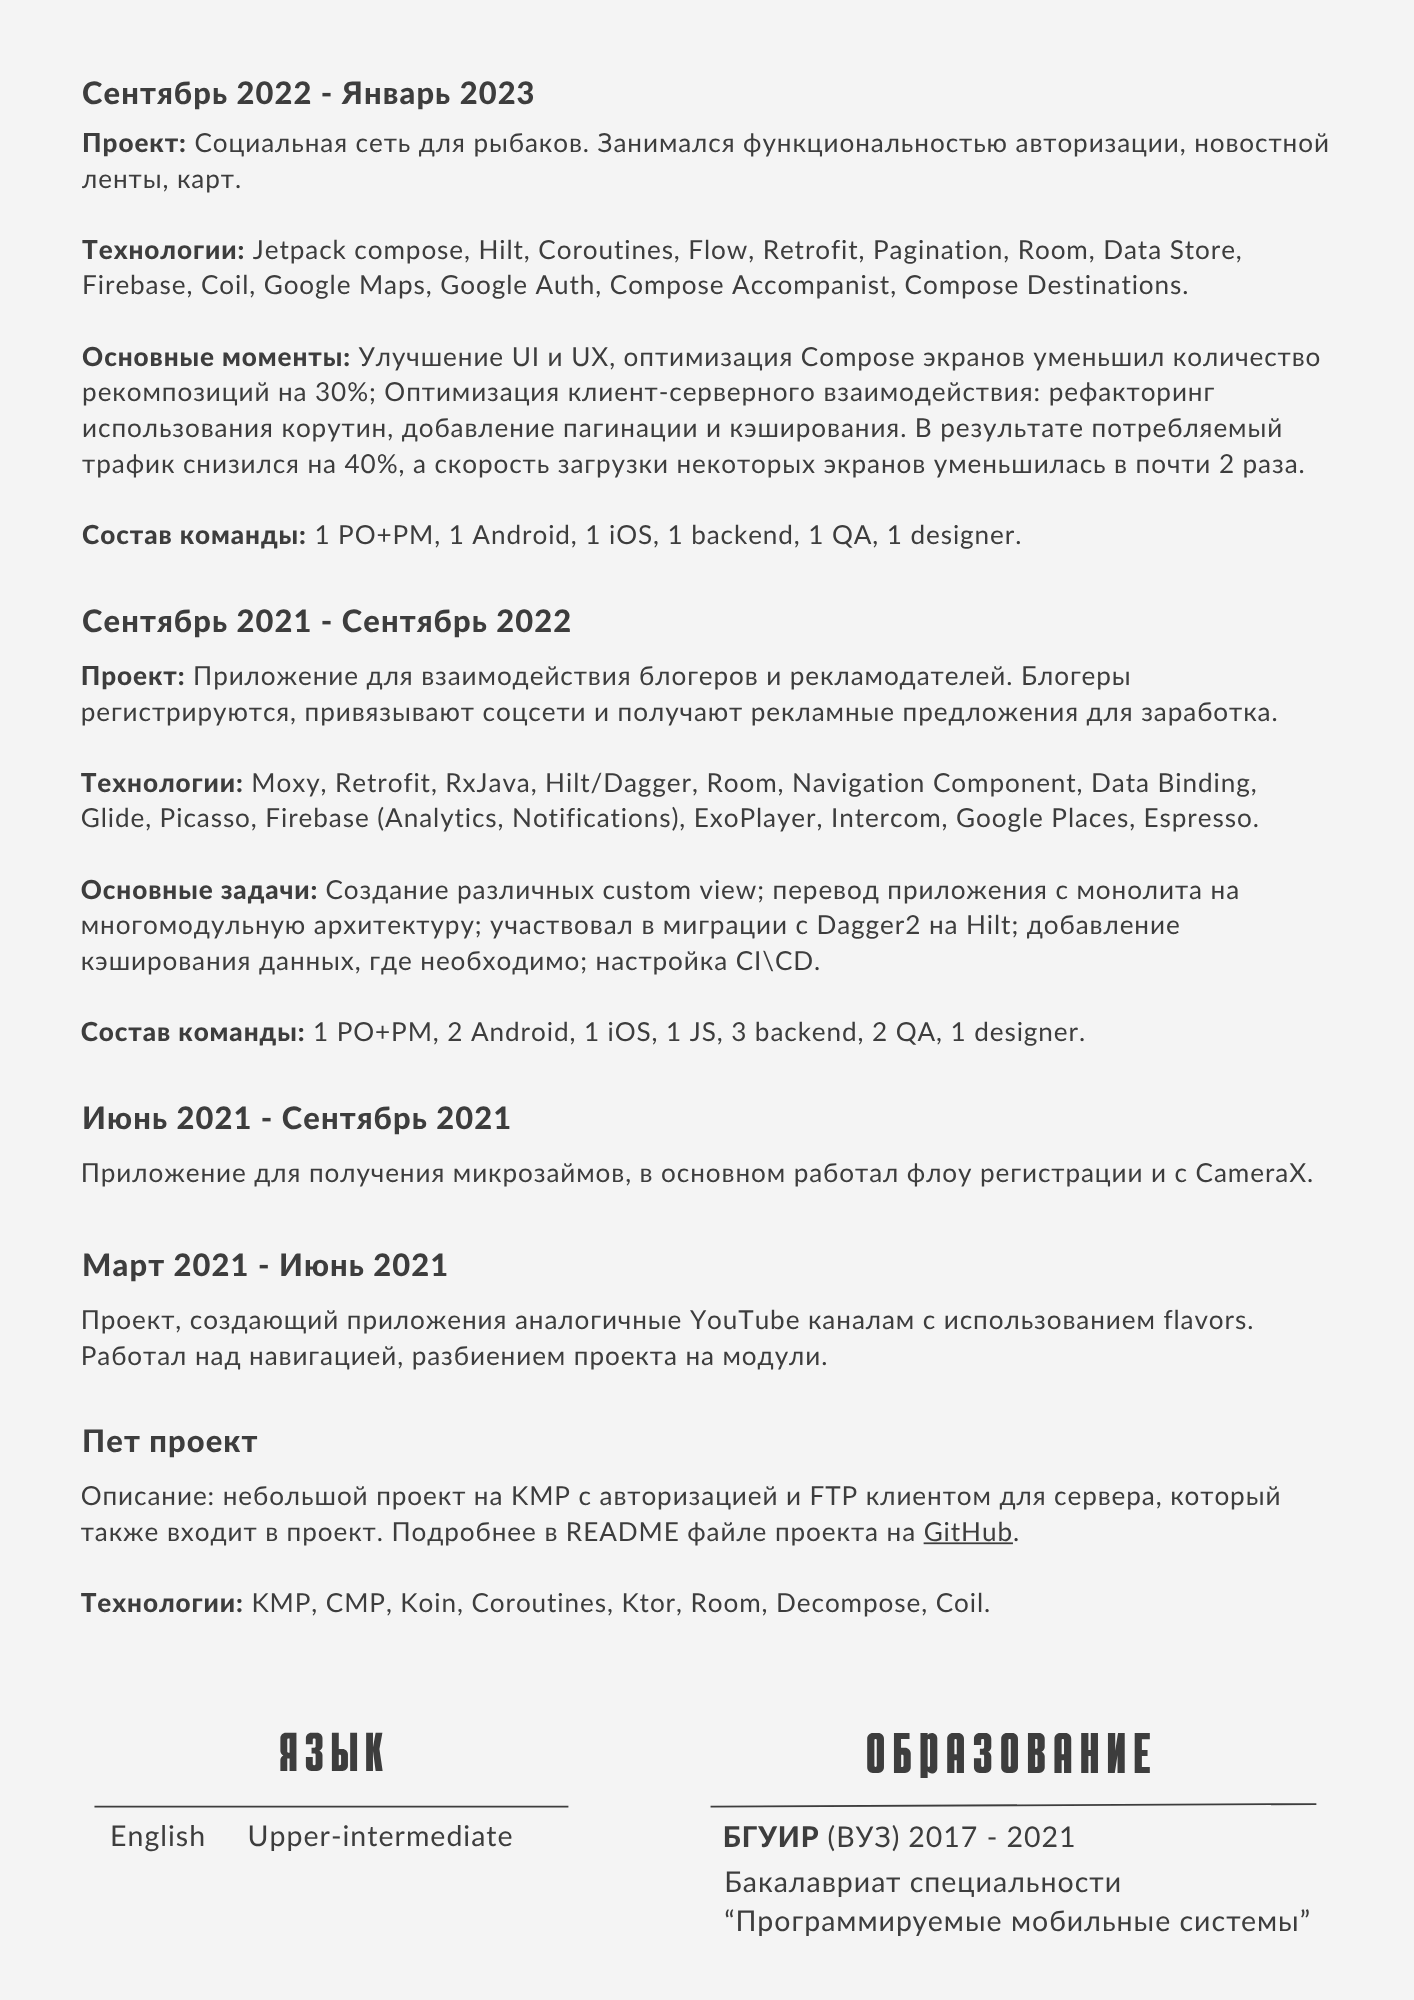 Сентябрь 2022 - Январь 2023
Проект: Социальная сеть для рыбаков. Занимался функциональностью авторизации, новостной
ленты, карт.
Технологии: Jetpack compose, Hilt, Coroutines, Flow, Retrofit, Pagination, Room, Data Store,
Firebase, Coil, Google Maps, Google Auth, Compose Accompanist, Compose Destinations.
Основные моменты: Улучшение UI и UX, оптимизация Compose экранов уменьшил количество
рекомпозиций на 30%; Оптимизация клиент-серверного взаимодействия: рефакторинг
использования корутин, добавление пагинации и кэширования. В результате потребляемый
трафик снизился на 40%, а скорость загрузки некоторых экранов уменьшилась в почти 2 раза.
Состав команды: 1 PO+PM, 1 Android, 1 iOS, 1 backend, 1 QA, 1 designer.
Сентябрь 2021 - Сентябрь 2022
Проект: Приложение для взаимодействия блогеров и рекламодателей. Блогеры
регистрируются, привязывают соцсети и получают рекламные предложения для заработка.
Технологии: Moxy, Retrofit, RxJava, Hilt/Dagger, Room, Navigation Component, Data Binding,
Glide, Picasso, Firebase (Analytics, Notifications), ExoPlayer, Intercom, Google Places, Espresso.
Основные задачи: Создание различных custom view; перевод приложения с монолита на
многомодульную архитектуру; участвовал в миграции с Dagger2 на Hilt; добавление
кэширования данных, где необходимо; настройка CI\CD.
Состав команды: 1 PO+PM, 2 Android, 1 iOS, 1 JS, 3 backend, 2 QA, 1 designer.
Июнь 2021 - Сентябрь 2021
Приложение для получения микрозаймов, в основном работал флоу регистрации и с CameraX.
Март 2021 - Июнь 2021
Проект, создающий приложения аналогичные YouTube каналам с использованием flavors.
Работал над навигацией, разбиением проекта на модули.
Пет проект
Описание: небольшой проект на KMP с авторизацией и FTP клиентом для сервера, который
также входит в проект. Подробнее в README файле проекта на GitHub.
Технологии: KMP, CMP, Koin, Coroutines, Ktor, Room, Decompose, Coil.
ЯЗЫК
English Upper-intermediate
ОБРАЗОВАНИЕ
БГУИР (ВУЗ) 2017 - 2021
Бакалавриат специальности
“Программируемые мобильные системы”